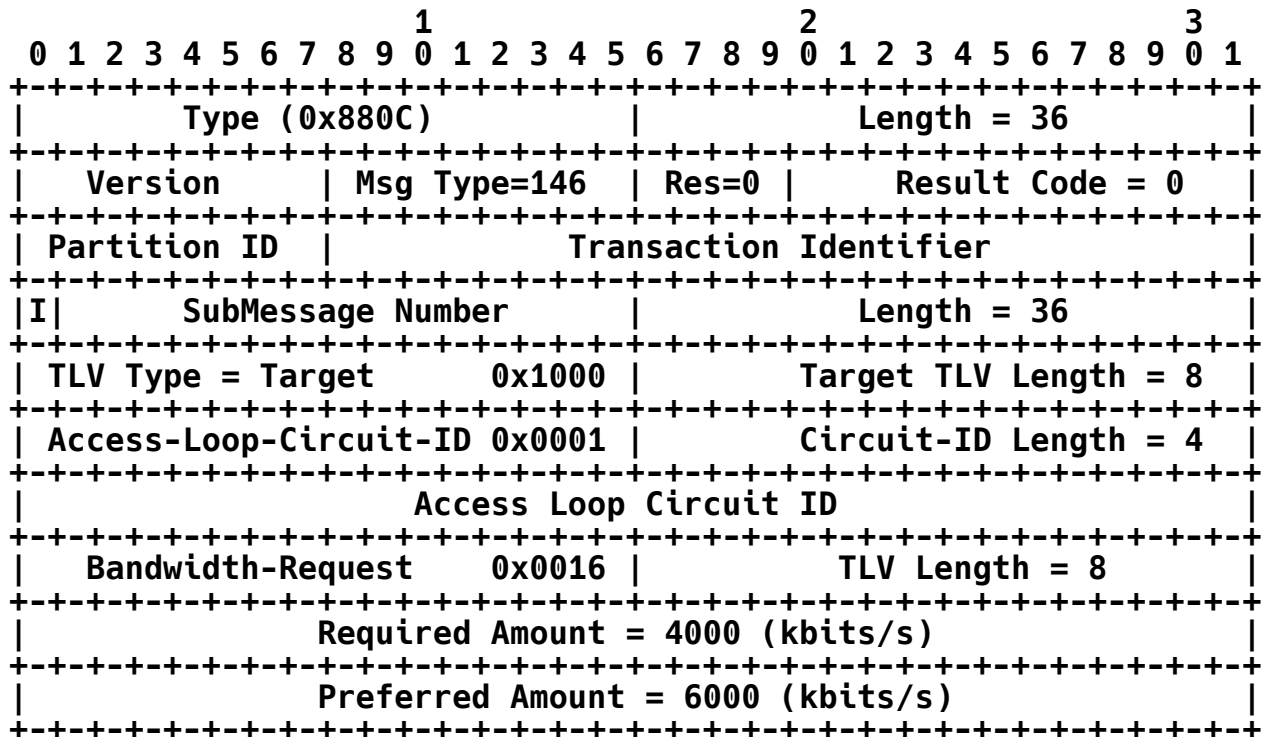 1                   2                   3
 0 1 2 3 4 5 6 7 8 9 0 1 2 3 4 5 6 7 8 9 0 1 2 3 4 5 6 7 8 9 0 1
+-+-+-+-+-+-+-+-+-+-+-+-+-+-+-+-+-+-+-+-+-+-+-+-+-+-+-+-+-+-+-+-+
|        Type (0x880C)          |           Length = 36         |
+-+-+-+-+-+-+-+-+-+-+-+-+-+-+-+-+-+-+-+-+-+-+-+-+-+-+-+-+-+-+-+-+
|   Version     | Msg Type=146  | Res=0 |     Result Code = 0   |
+-+-+-+-+-+-+-+-+-+-+-+-+-+-+-+-+-+-+-+-+-+-+-+-+-+-+-+-+-+-+-+-+
| Partition ID  |            Transaction Identifier             |
+-+-+-+-+-+-+-+-+-+-+-+-+-+-+-+-+-+-+-+-+-+-+-+-+-+-+-+-+-+-+-+-+
|I|      SubMessage Number      |           Length = 36         |
+-+-+-+-+-+-+-+-+-+-+-+-+-+-+-+-+-+-+-+-+-+-+-+-+-+-+-+-+-+-+-+-+
| TLV Type = Target      0x1000 |        Target TLV Length = 8  |
+-+-+-+-+-+-+-+-+-+-+-+-+-+-+-+-+-+-+-+-+-+-+-+-+-+-+-+-+-+-+-+-+
| Access-Loop-Circuit-ID 0x0001 |        Circuit-ID Length = 4  |
+-+-+-+-+-+-+-+-+-+-+-+-+-+-+-+-+-+-+-+-+-+-+-+-+-+-+-+-+-+-+-+-+
|                    Access Loop Circuit ID                     |
+-+-+-+-+-+-+-+-+-+-+-+-+-+-+-+-+-+-+-+-+-+-+-+-+-+-+-+-+-+-+-+-+
|   Bandwidth-Request    0x0016 |          TLV Length = 8       |
+-+-+-+-+-+-+-+-+-+-+-+-+-+-+-+-+-+-+-+-+-+-+-+-+-+-+-+-+-+-+-+-+
|               Required Amount = 4000 (kbits/s)                |
+-+-+-+-+-+-+-+-+-+-+-+-+-+-+-+-+-+-+-+-+-+-+-+-+-+-+-+-+-+-+-+-+
|               Preferred Amount = 6000 (kbits/s)               |
+-+-+-+-+-+-+-+-+-+-+-+-+-+-+-+-+-+-+-+-+-+-+-+-+-+-+-+-+-+-+-+-+